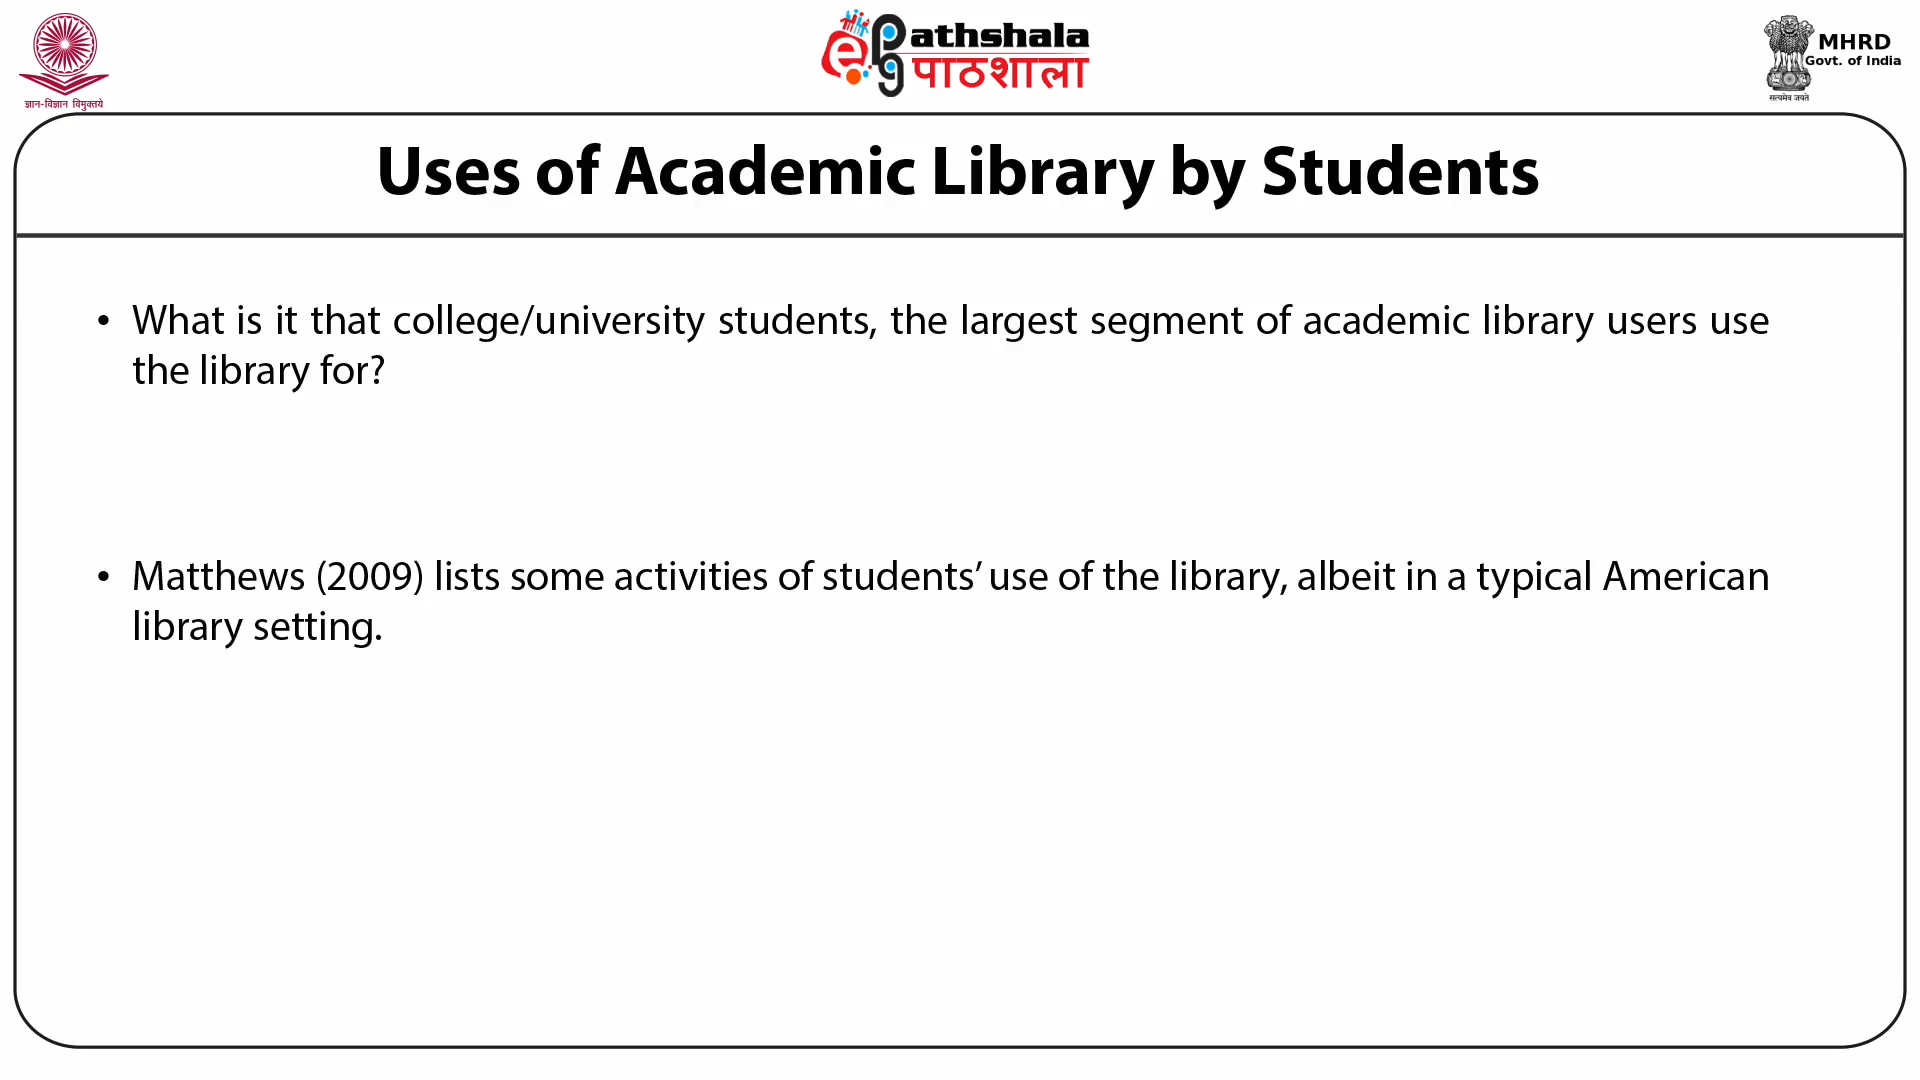 ज्ञान-विज्ञान विमुक्तये
e PG athshala
पाठशाला
MHRD
Govt. of India
सत्यमेव जयते
Uses of Academic Library by Students
• What is it that college/university students, the largest segment of academic library users use
the library for?
• Matthews (2009) lists some activities of students’ use of the library, albeit in a typical American
library setting.